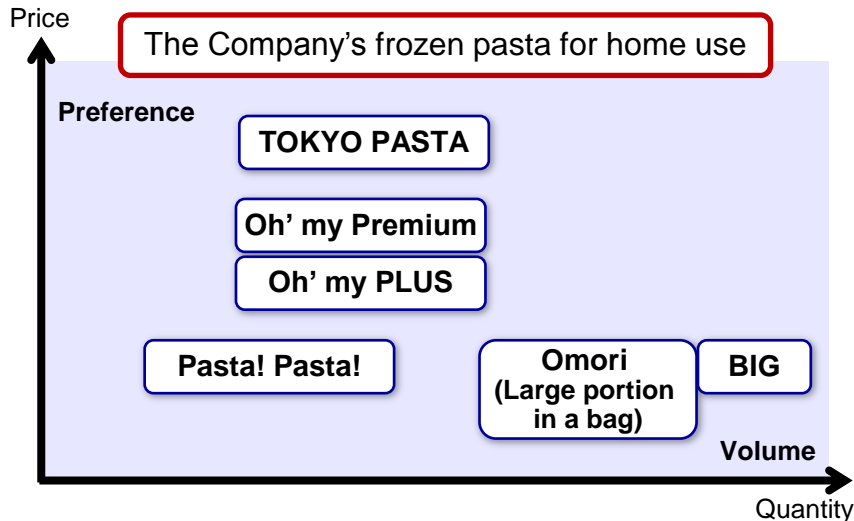 Price
The Company’s frozen pasta for home use
Preference
TOKYO PASTA
Oh’ my Premium
Oh’ my PLUS
Pasta! Pasta!
Omori
(Large portion
in a bag)
BIG
Volume
Quantity